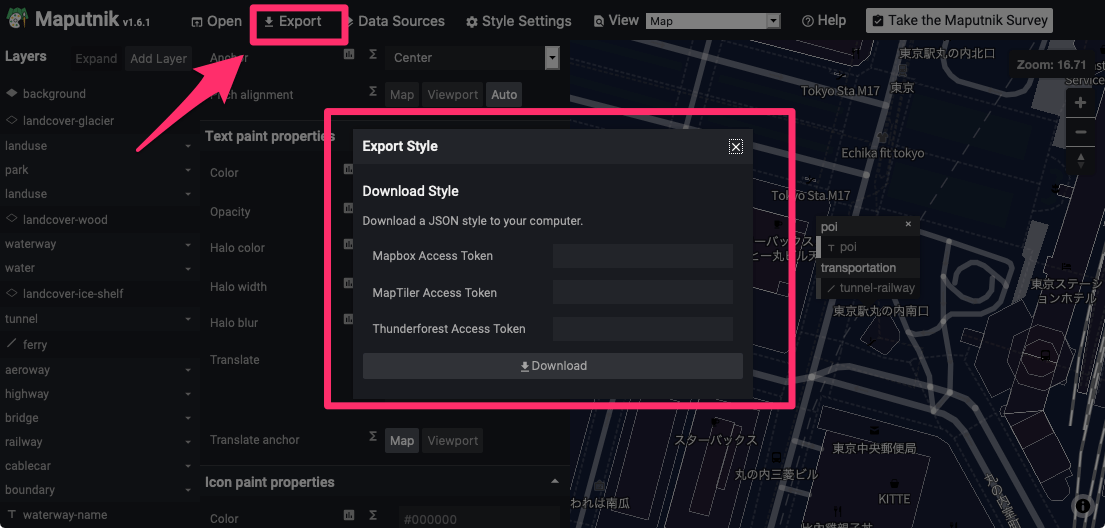 Maputnik v1.6.1
Open
Export
Data Sources
Style Settings
View
Map
Help
Take the Maputnik Survey
Layers
Expand
Add Layer
background
landcover-glacier
landuse
park
landuse
landcover-wood
waterway
water
landcover-ice-shelf
tunnel
ferry
aeroway
highway
bridge
railway
cablecar
boundary
waterway-name
Anchor
Center
alignment
Map
Viewport
Auto
Text paint properties
Color
Opacity
Halo color
Halo width
Halo blur
Translate
Translate anchor
Map
Viewport
Icon paint properties
Color
#000000
Export Style
Download Style
Download a JSON style to your computer.
Mapbox Access Token
MapTiler Access Token
Thunderforest Access Token
Download
東京駅丸の内北口
Zoom: 16.71
Service
Tokyo Sta.M17
東京
Echika fit tokyo
Tokyo Sta.M17
poi
poi
transportation
tunnel-railway
東京ステーションホテル
東京駅丸の内南口
スターバックス
東京中央郵便局
丸の内三菱ビル
KITTE
われは南瓜